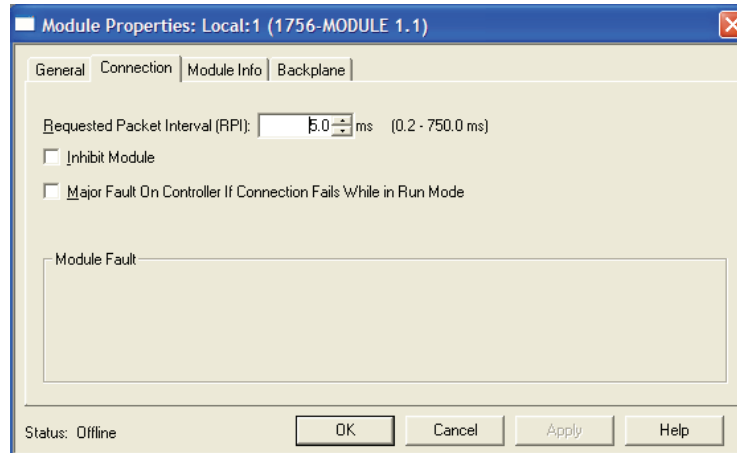 Module Properties: Local:1 (1756-MODULE 1.1)
General Connection Module Info Backplane
Requested Packet Interval (RPI): 5.0 ms (0.2 - 750.0 ms)
Inhibit Module
Major Fault On Controller If Connection Fails While in Run Mode
Module Fault
Status: Offline OK Cancel Apply Help